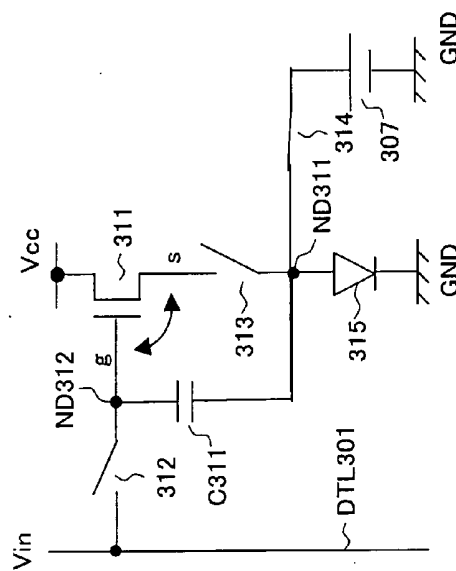 Vcc
Vin
ND312
g
311
s
312
C311
313
ND311
314
315
307
DTL301
GND
GND